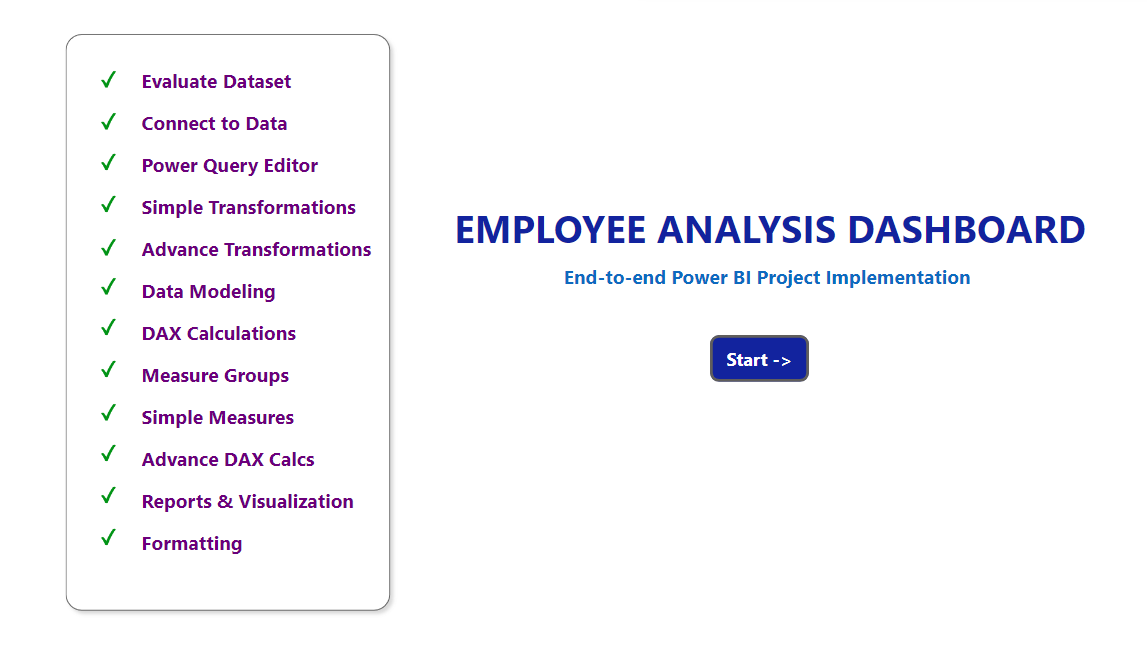 ✓ Evaluate Dataset
✓ Connect to Data
✓ Power Query Editor
✓ Simple Transformations
✓ Advance Transformations
✓ Data Modeling
✓ DAX Calculations
✓ Measure Groups
✓ Simple Measures
✓ Advance DAX Calcs
✓ Reports & Visualization
✓ Formatting
EMPLOYEE ANALYSIS DASHBOARD
End-to-end Power BI Project Implementation
Start ->